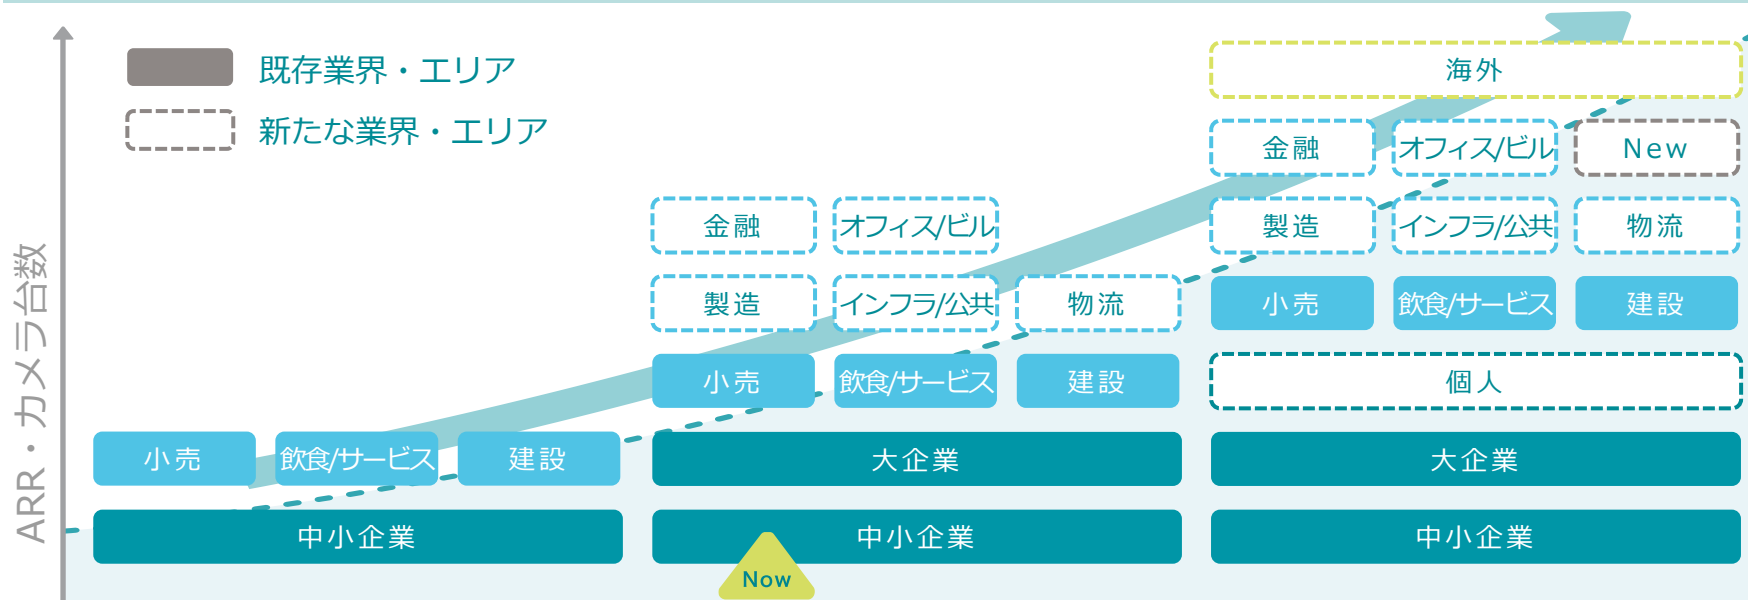 既存業界・エリア
新たな業界・エリア
ARR・カメラ台数
小売 飲食/サービス 建設
中小企業
金融 オフィス/ビル
製造 インフラ/公共 物流
小売 飲食/サービス 建設
大企業
中小企業
Now
海外
金融 オフィス/ビル New
製造 インフラ/公共 物流
小売 飲食/サービス 建設
個人
大企業
中小企業